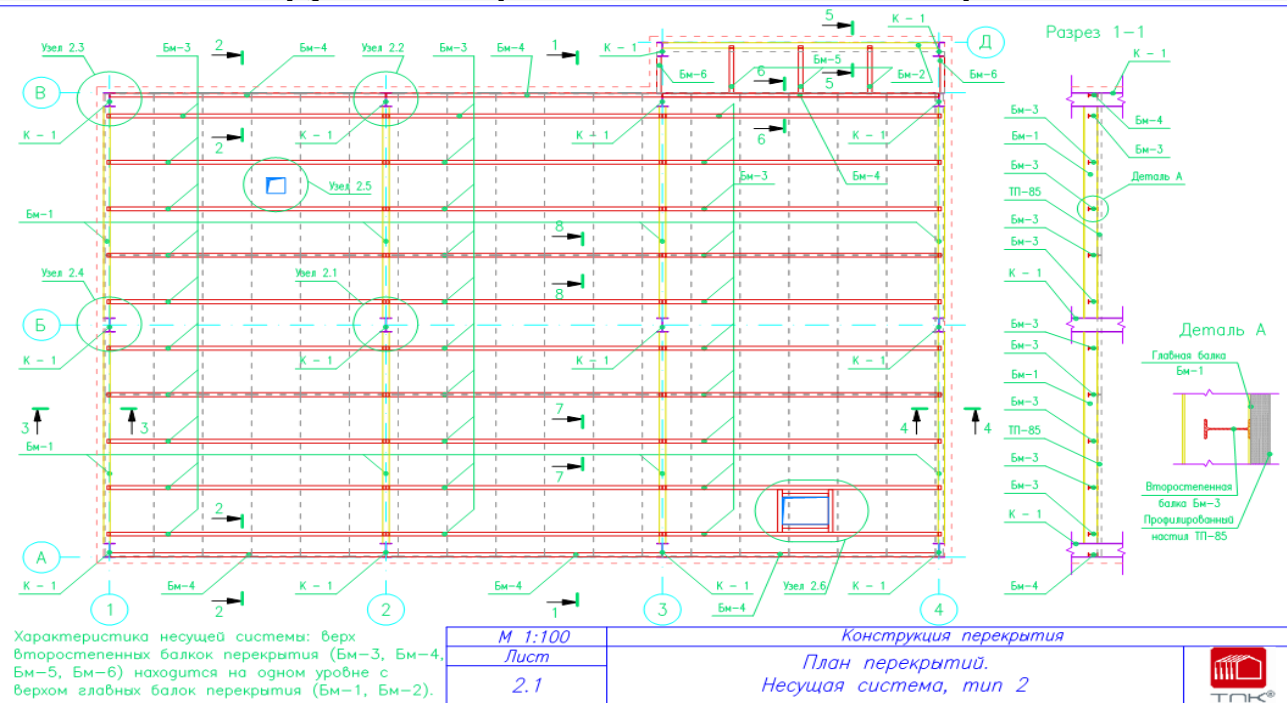 5
К - 1
Узел 2.3
Бм-3
2
Бм-4
Узел 2.2
Бм-3
Бм-4
1
К - 1
Д
Разрез 1-1
К - 1
Бм-6
6
Бм-5
5
Бм-2
Бм-6
В
К - 1
2
К - 1
К - 1
6
К - 1
Бм-3
Бм-4
Бм-1
Бм-3
Бм-3
Деталь А
Узел 2.5
Бм-3
Бм-4
ТП-85
Бм-1
8
Бм-3
Бм-3
Узел 2.4
Узел 2.1
8
К - 1
Б
К - 1
К - 1
К - 1
К - 1
Бм-3
Бм-3
Деталь А
Главная балка
Бм-1
Бм-1
Бм-3
3
3
7
4
4
ТП-85
Бм-1
7
Бм-3
Второстепенная
балка Бм-3
Профилированный
настил ТП-85
Бм-3
К - 1
2
А
К - 1
Бм-4
2
К - 1
Бм-4
1
К - 1
Бм-4
Узел 2.6
К - 1
Бм-4
1
2
3
4
Характеристика несущей системы: верх
второстепенных балкок перекрытия (Бм-3, Бм-4,
Бм-5, Бм-6) находится на одном уровне с
верхом главных балок перекрытия (Бм-1, Бм-2).
М 1:100
Лист
2.1
Конструкция перекрытия
План перекрытий.
Несущая система, тип 2
ТПК®